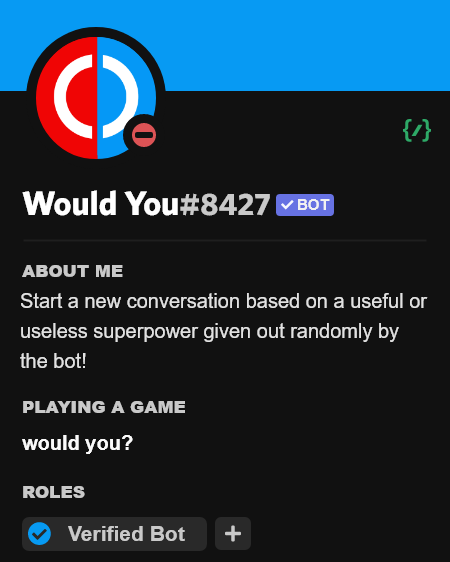 Would You#8427 BOT
ABOUT ME
Start a new conversation based on a useful or
useless superpower given out randomly by
the bot!
PLAYING A GAME
would you?
ROLES
Verified Bot